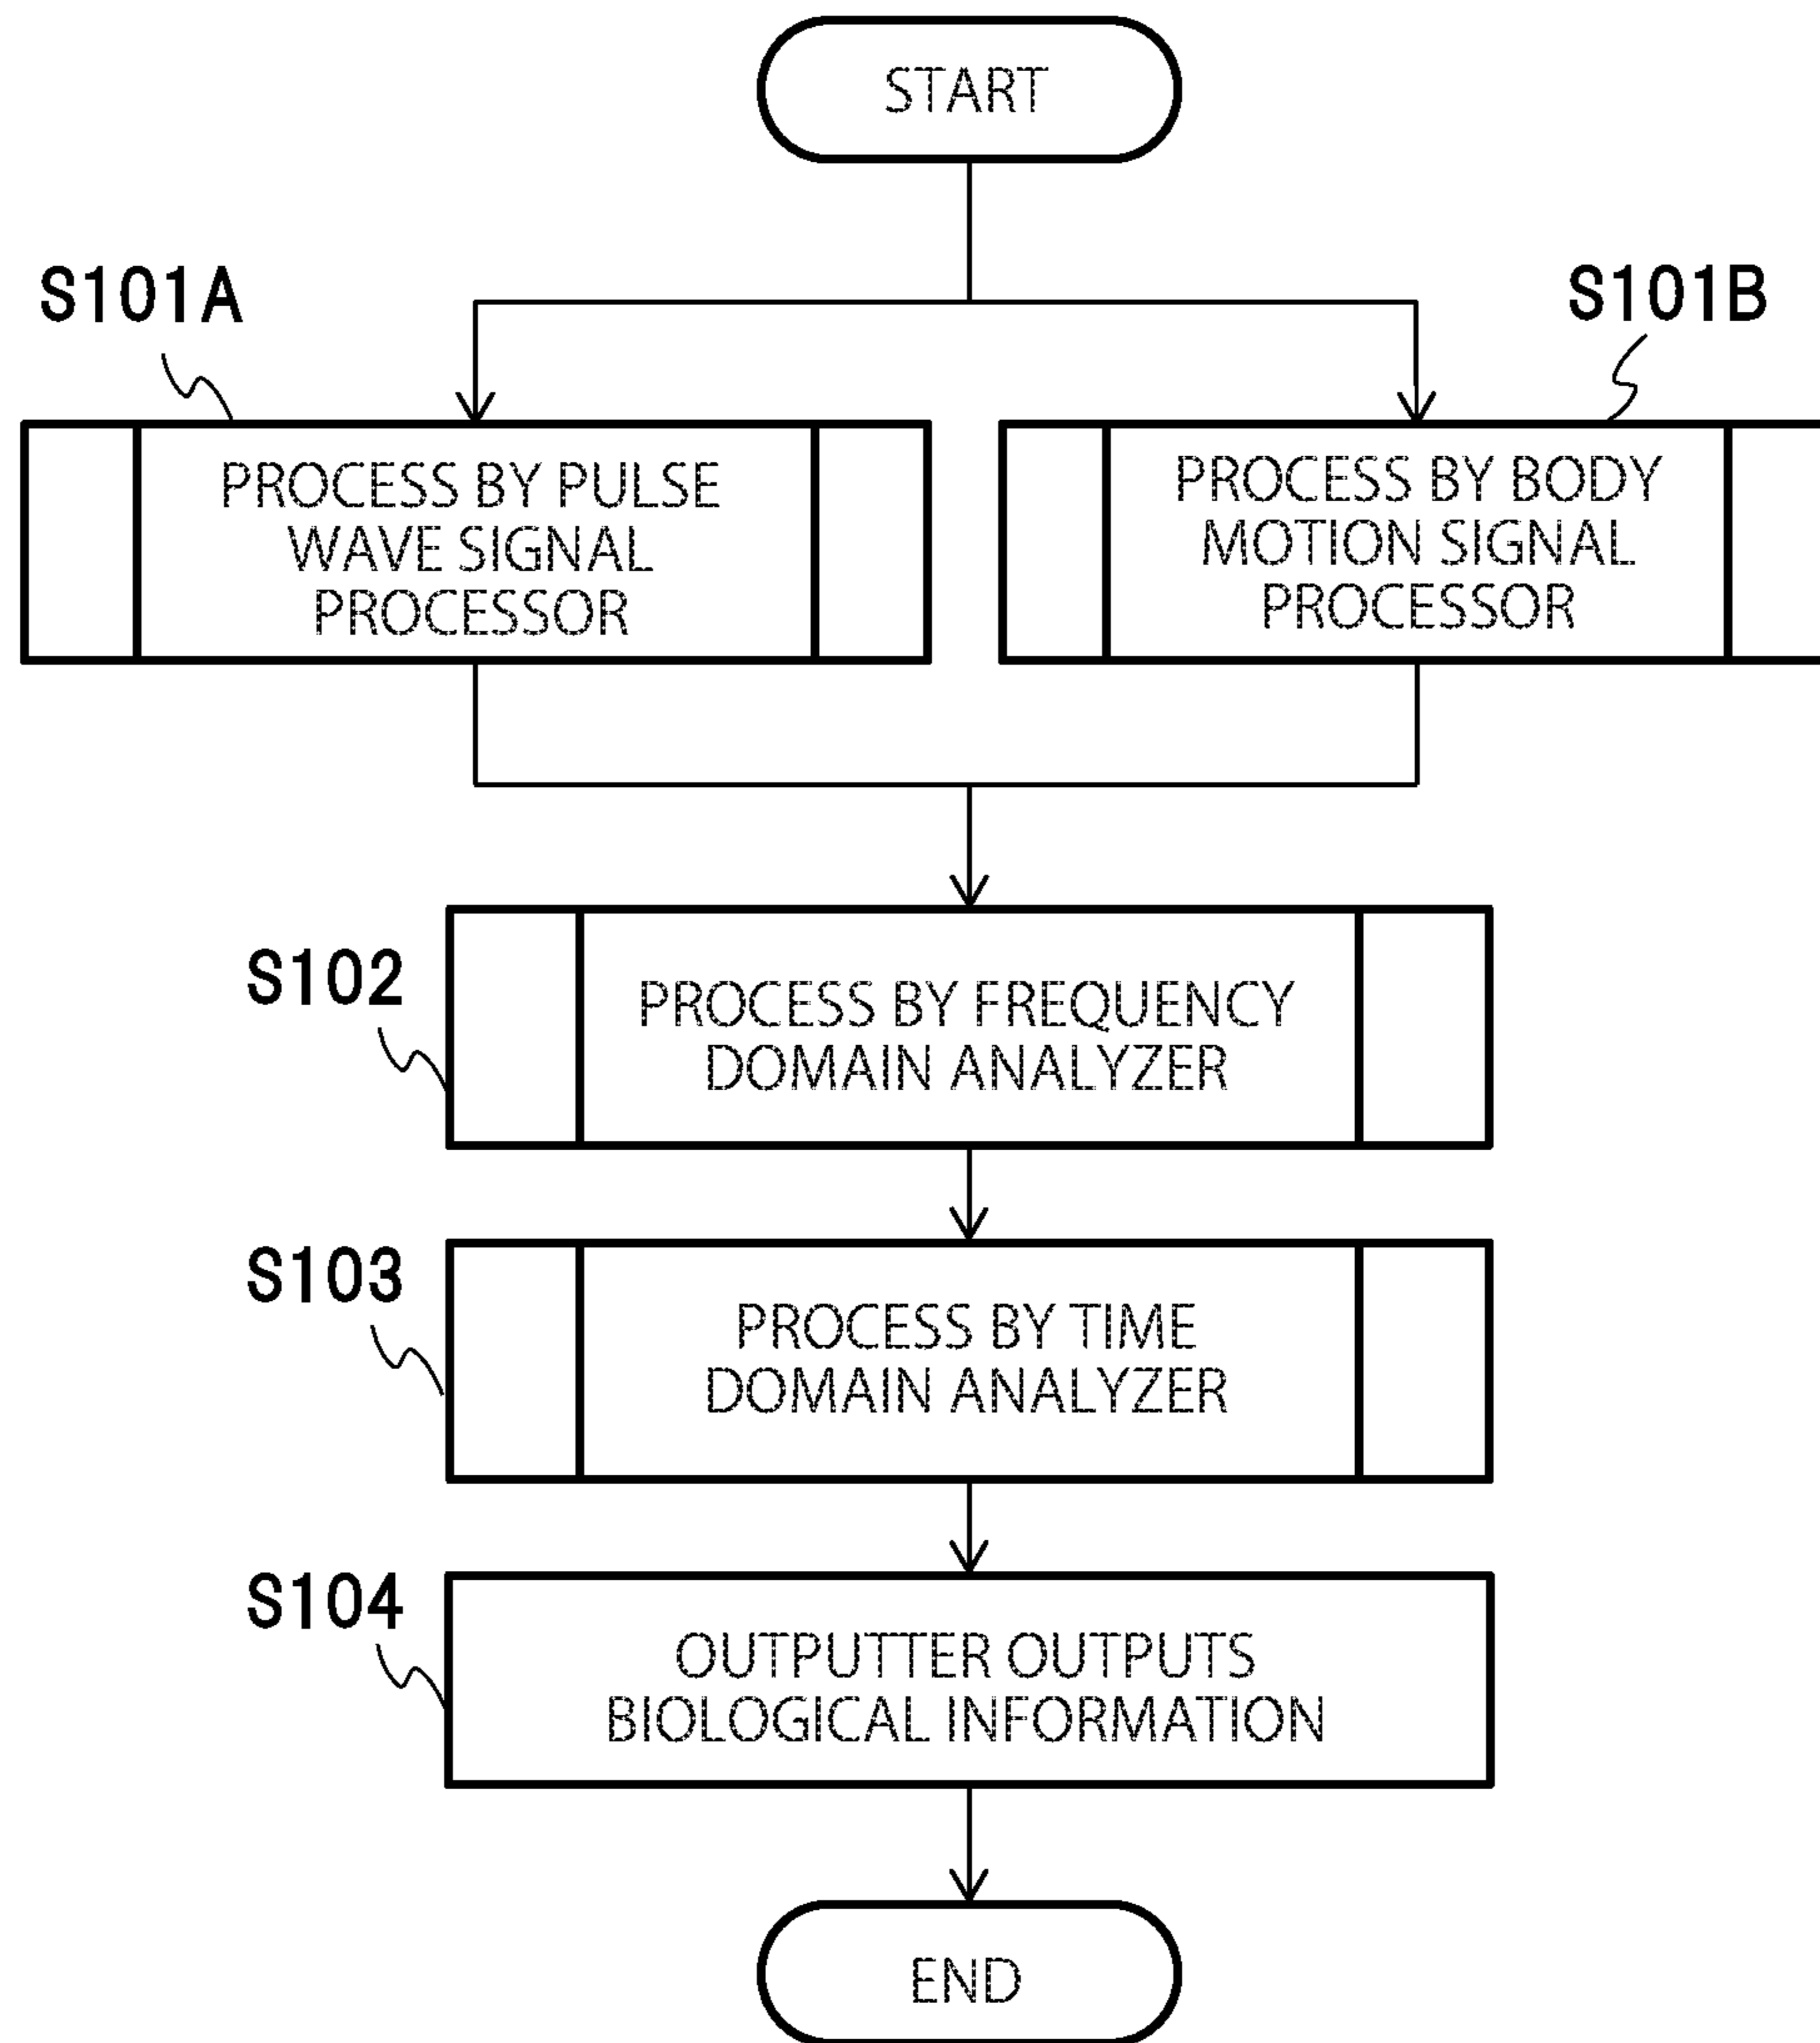 START
S101A
S101B
PROCESS BY PULSE
WAVE SIGNAL
PROCESSOR
PROCESS BY BODY
MOTION SIGNAL
PROCESSOR
S102
PROCESS BY FREQUENCY
DOMAIN ANALYZER
S103
PROCESS BY TIME
DOMAIN ANALYZER
S104
OUTPUTTER OUTPUTS
BIOLOGICAL INFORMATION
END